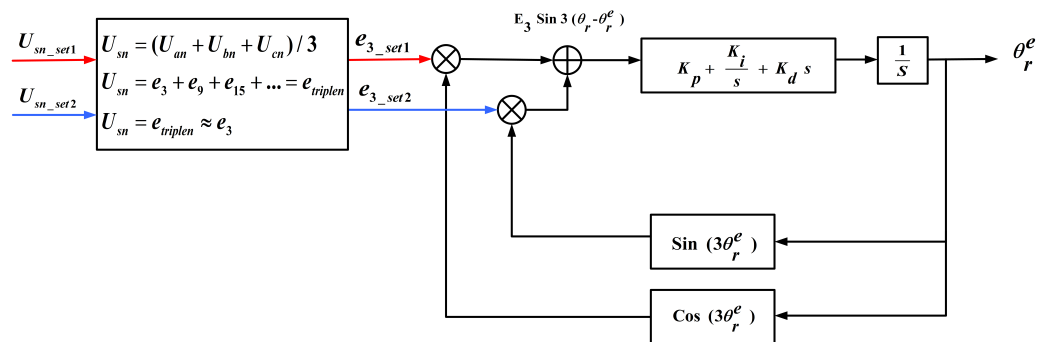 U_sn_set1
U_sn_set2
U_sn = (U_an + U_bn + U_cn) / 3
U_sn = e_3 + e_9 + e_15 + ... = e_triplen
U_sn = e_triplen ≈ e_3
e_3_set1
e_3_set2
E_3 Sin 3 (θ_r-θ_r^e)
K_p + K_i/s + K_d s
1/S
θ_r^e
Sin (3θ_r^e )
Cos (3θ_r^e )